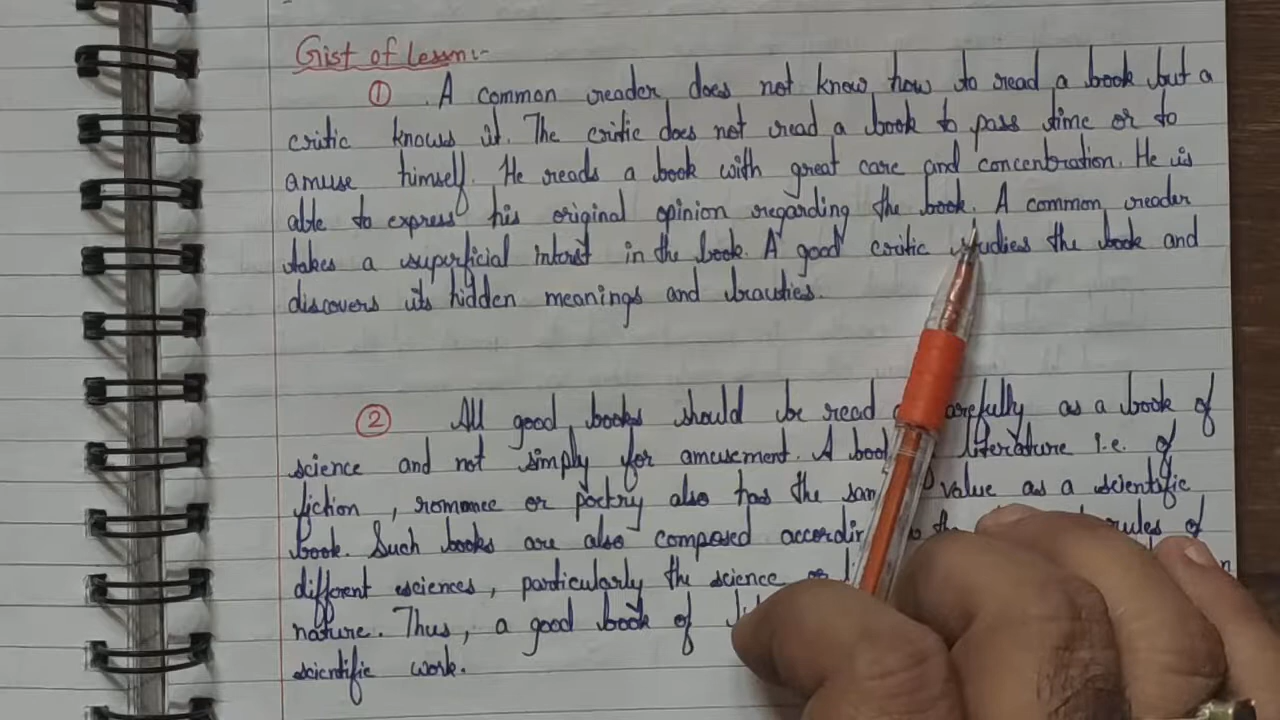 Gist of Lesson:-
① A common reader does not know how to read a book but a
critic knows it. The critic does not read a book to pass time or to
amuse himself. He reads a book with great care and concentration. He is
able to express his original opinion regarding the book. A common reader
takes a superficial interest in the book. A good critic studies the book and
discovers its hidden meanings and beauties.
② All good books should be read carefully as a book of
science and not simply for amusement. A book literature i.e. of
fiction, romance or poetry also has the same value as a scientific
book. Such books are also composed according to the rules of
different sciences, particularly the science
nature. Thus, a good book of
scientific work.